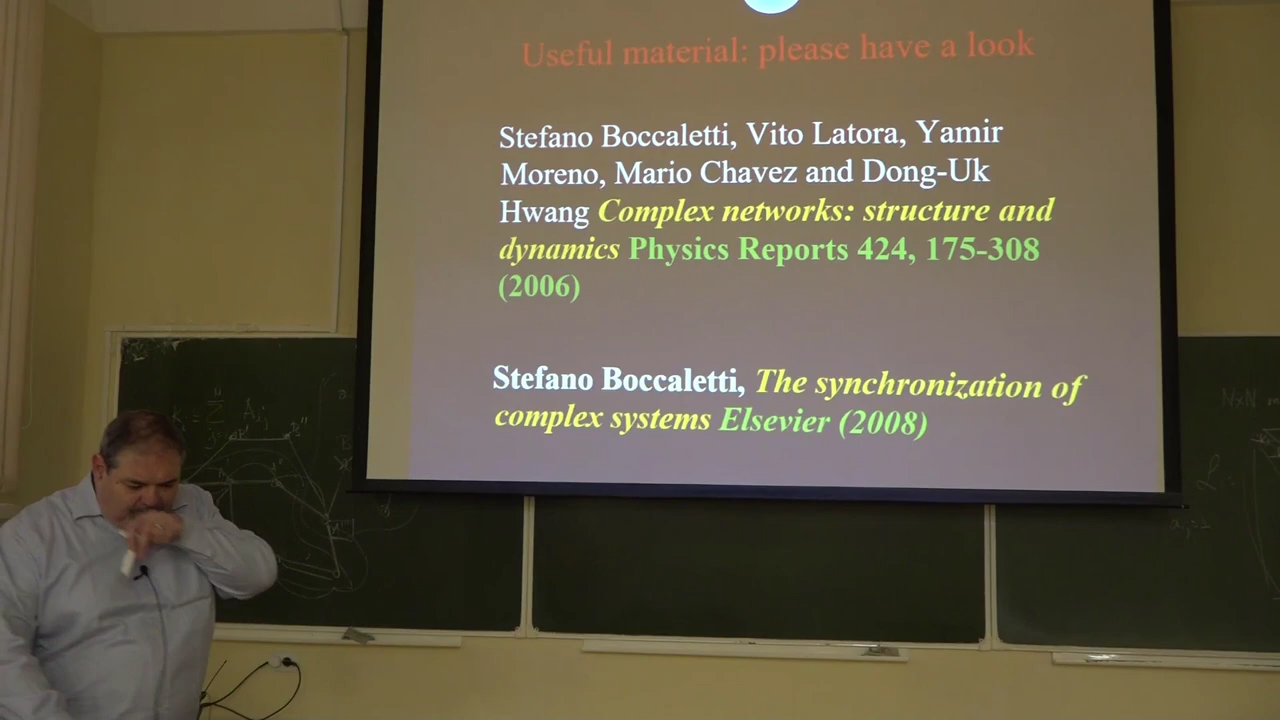 Useful material: please have a look
Stefano Boccaletti, Vito Latora, Yamir
Moreno, Mario Chavez and Dong-Uk
Hwang Complex networks: structure and
dynamics Physics Reports 424, 175-308
(2006)
Stefano Boccaletti, The synchronization of
complex systems Elsevier (2008)